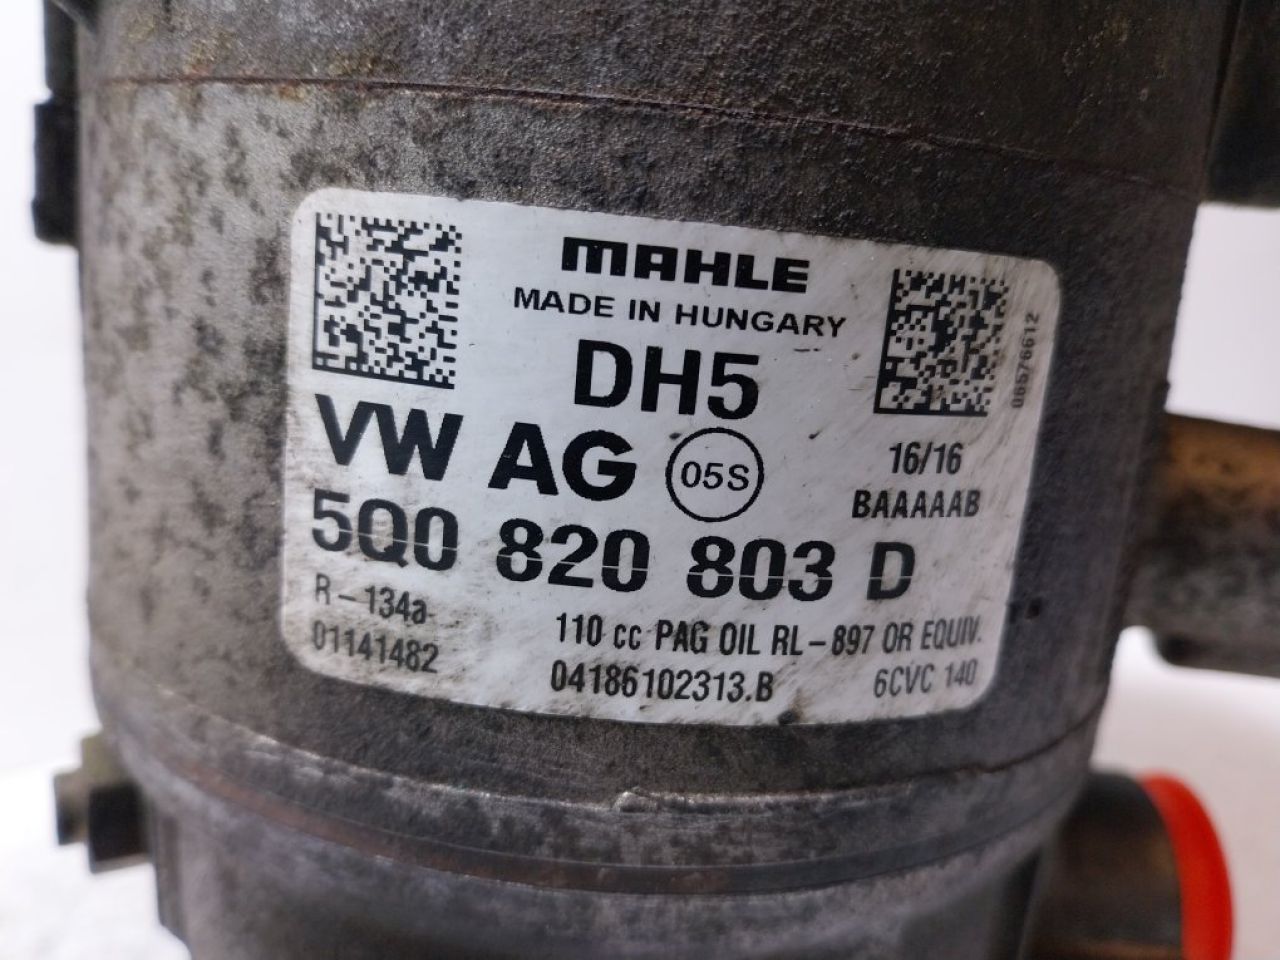 MAHLE
MADE IN HUNGARY
DH5
VW AG 05S
16/16
BAAAAAB
5Q0 820 803 D
R-134a
110 cc PAG OIL RL-897 OR EQUIV.
01141482
04186102313.B
6CVC 140